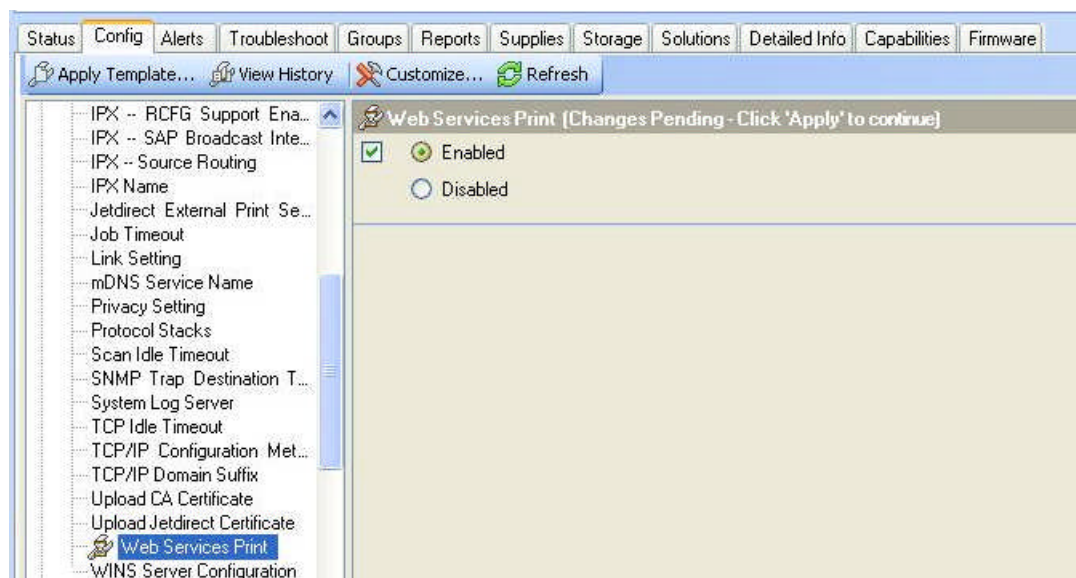 Status Config Alerts Troubleshoot Groups Reports Supplies Storage Solutions Detailed Info Capabilities Firmware
Apply Template... View History Customize... Refresh
IPX -- RCFG Support Ena...
IPX -- SAP Broadcast Inte...
IPX -- Source Routing
IPX Name
Jetdirect External Print Se...
Job Timeout
Link Setting
mDNS Service Name
Privacy Setting
Protocol Stacks
Scan Idle Timeout
SNMP Trap Destination T...
System Log Server
TCP Idle Timeout
TCP/IP Configuration Met...
TCP/IP Domain Suffix
Upload CA Certificate
Upload Jetdirect Certificate
Web Services Print
WINS Server Configuration
Web Services Print (Changes Pending - Click 'Apply' to continue)
Enabled
Disabled